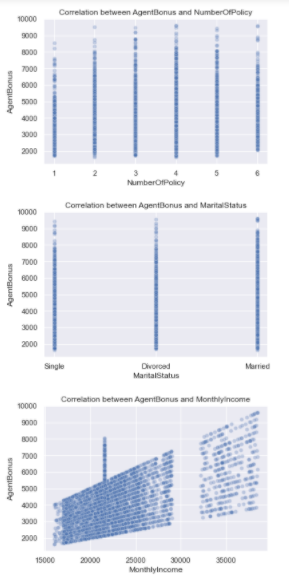 Correlation between AgentBonus and NumberOfPolicy
10000
9000
8000
7000
6000
5000
4000
3000
2000
AgentBonus
1 2 3 4 5 6
NumberOfPolicy
Correlation between AgentBonus and MaritalStatus
10000
9000
8000
7000
6000
5000
4000
3000
2000
AgentBonus
Single Divorced Married
MaritalStatus
Correlation between AgentBonus and MonthlyIncome
10000
9000
8000
7000
6000
5000
4000
3000
2000
AgentBonus
15000 20000 25000 30000 35000
MonthlyIncome